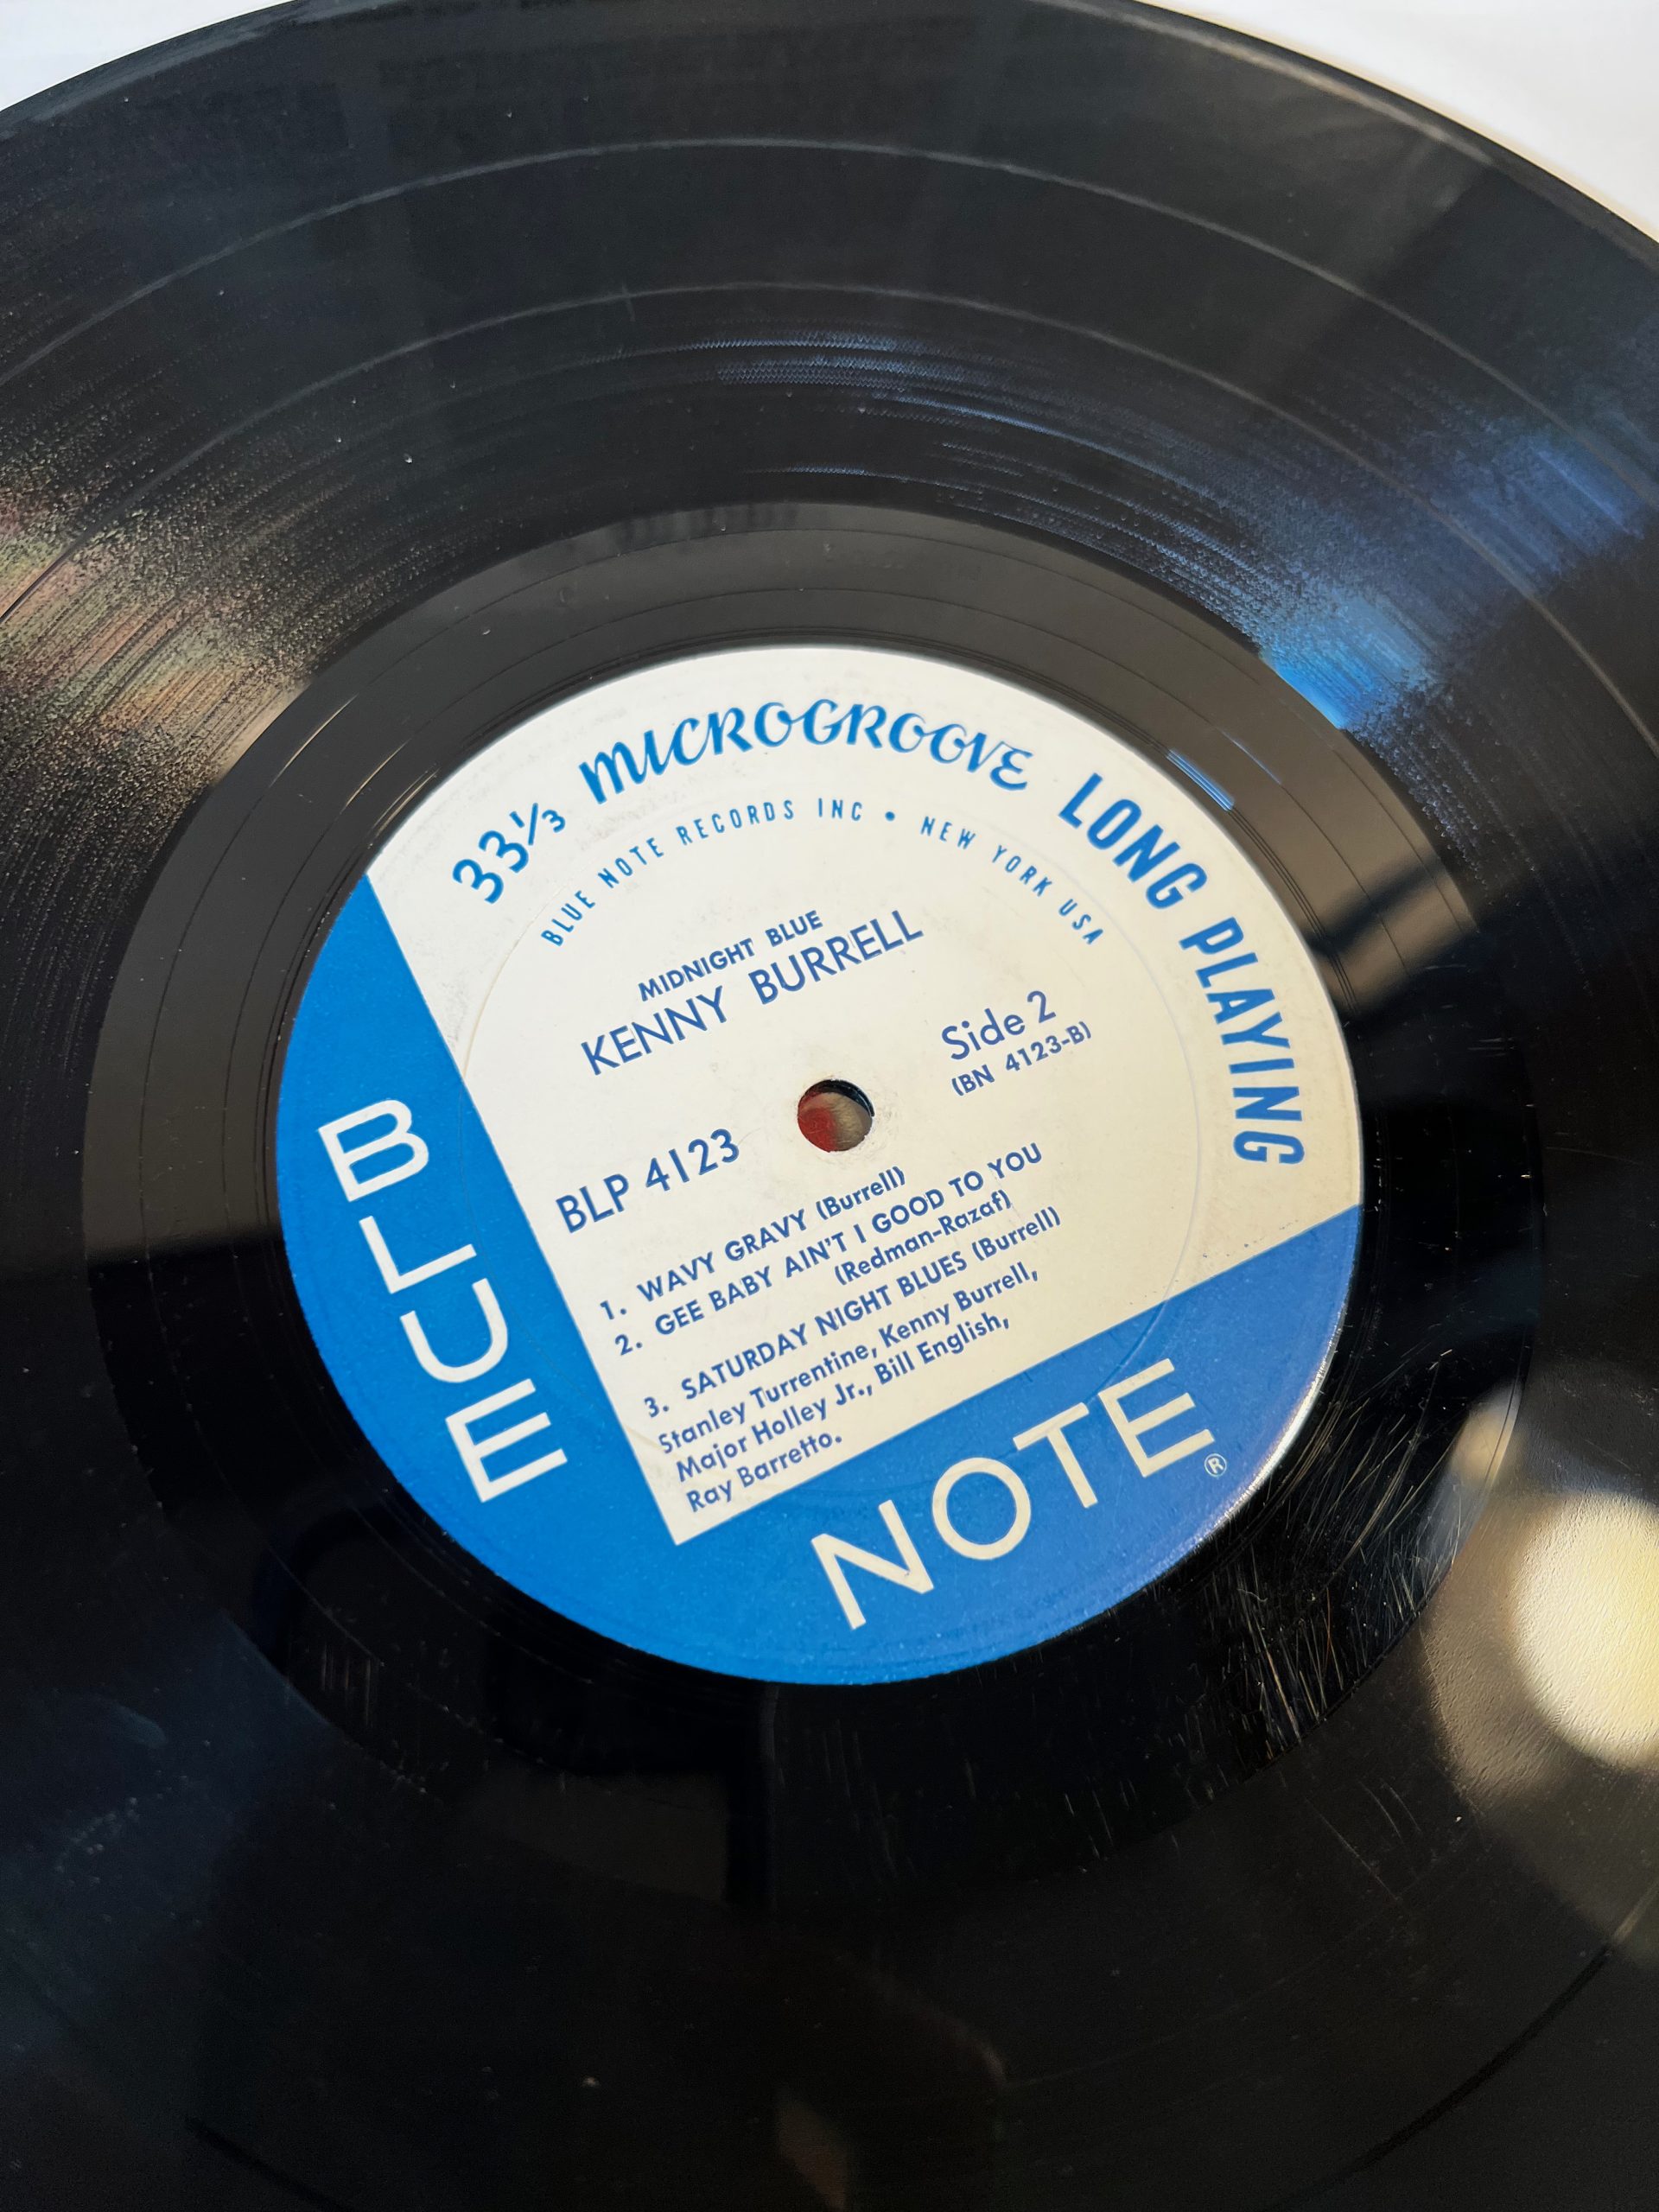 33⅓ MICROGROOVE LONG PLAYING
BLUE NOTE RECORDS INC • NEW YORK USA
MIDNIGHT BLUE
KENNY BURRELL
Side 2
(BN 4123-B)
BLP 4123
1. WAVY GRAVY (Burrell)
2. GEE BABY AIN'T I GOOD TO YOU
(Redman-Razaf)
3. SATURDAY NIGHT BLUES (Burrell)
Stanley Turrentine, Kenny Burrell,
Major Holley Jr., Bill English,
Ray Barretto.
BLUE
NOTE®